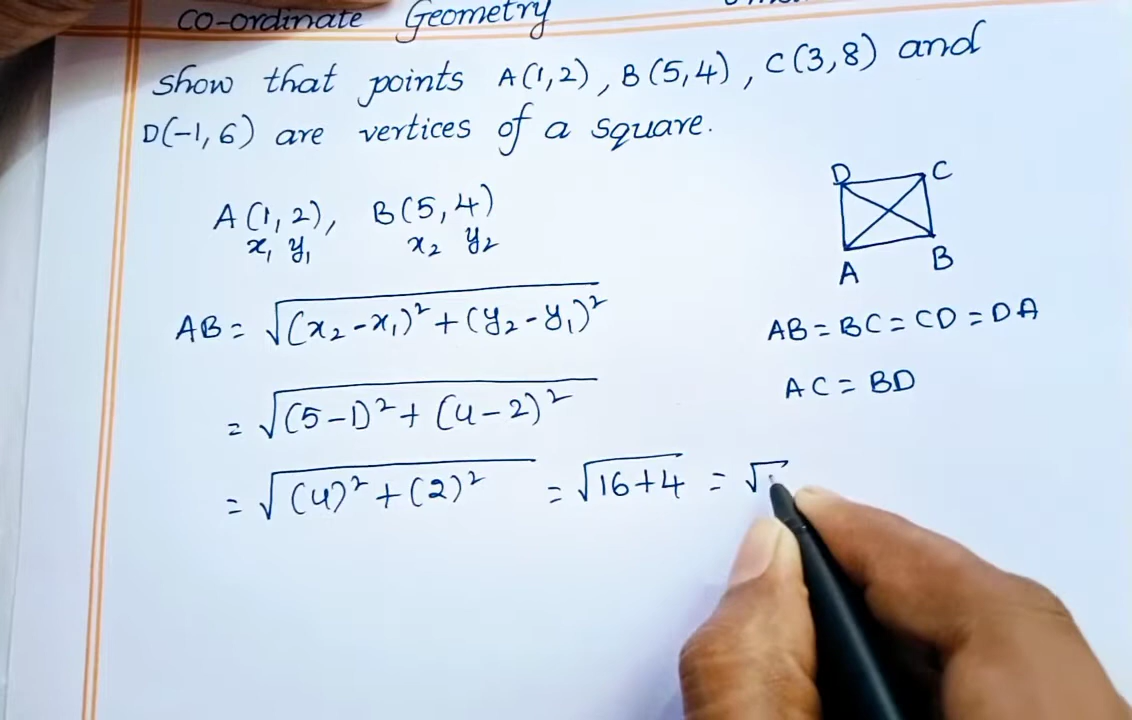 co-ordinate Geometry
show that points A(1,2), B(5,4), C(3,8) and
D(-1,6) are vertices of a square.
A(1,2), B(5,4)
x₁ y₁ x₂ y₂
D C
A B
AB = √(x₂-x₁)²+(y₂-y₁)²
AB = BC = CD = DA
AC = BD
= √(5-1)²+(4-2)²
= √(4)²+(2)² = √16+4 = √